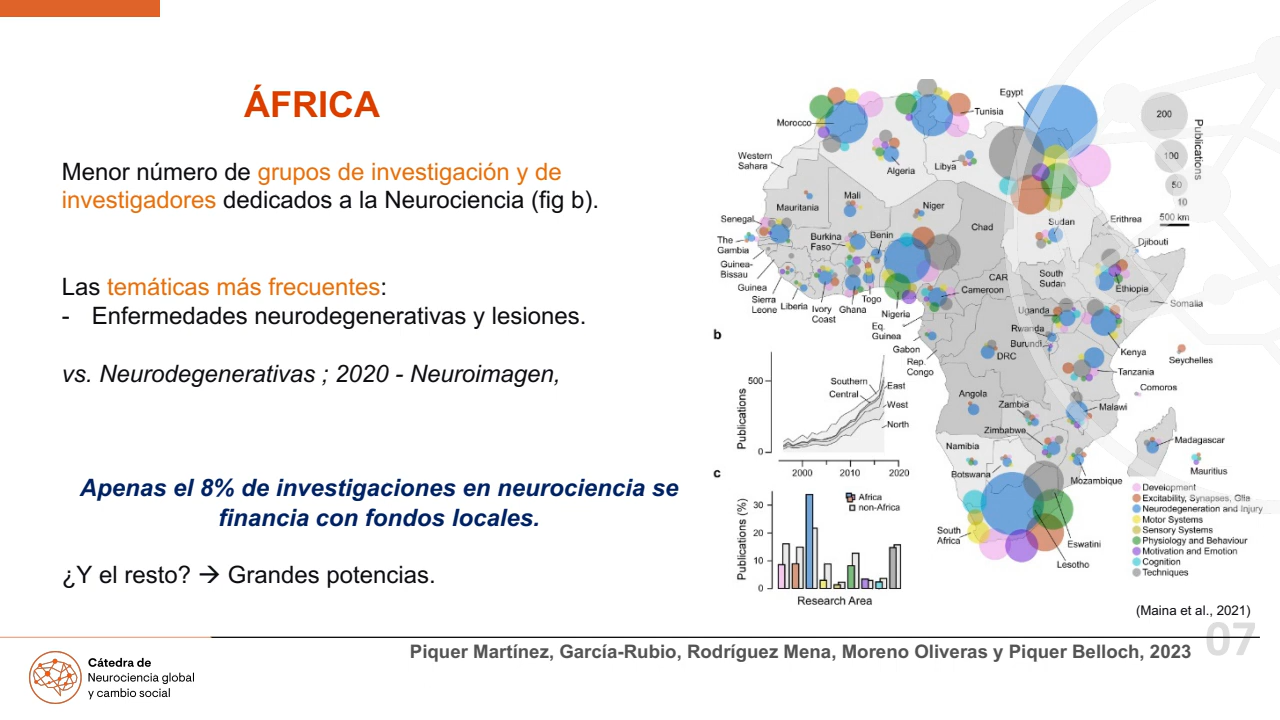 ÁFRICA
Menor número de grupos de investigación y de
investigadores dedicados a la Neurociencia (fig b).
Las temáticas más frecuentes:
- Enfermedades neurodegenerativas y lesiones.
vs. Neurodegenerativas ; 2020 - Neuroimagen,
Apenas el 8% de investigaciones en neurociencia se
financia con fondos locales.
¿Y el resto? → Grandes potencias.
Egypt
Morocco
Tunisia
Western
Sahara
Algeria
Libya
200
100
50
10
Publications
500 km
Mauritania
Mali
Niger
Chad
Sudan
Erithrea
Senegal
The
Gambia
Burkina
Faso
Benin
Djibouti
Guinea-
Bissau
Guinea
Sierra
Leone
Liberia
Ivory
Coast
Ghana
Togo
Nigeria
CAR
Cameroon
South
Sudan
Ethiopia
Somalia
Eq.
Guinea
Gabon
Rep.
Congo
DRC
Uganda
Rwanda
Burundi
Kenya
Tanzania
Seychelles
Comoros
Angola
Zambia
Malawi
Zimbabwe
Namibia
Botswana
Mozambique
Madagascar
Mauritius
South
Africa
Eswatini
Lesotho
b
Publications
500
0
Southern
Central
East
West
North
2000
2010
2020
c
Publications (%)
30
20
10
0
Africa
non-Africa
Research Area
Development
Excitability, Synapses, Glie
Neurodegeneration and Injury
Motor Systems
Sensory Systems
Physiology and Behaviour
Motivation and Emotion
Cognition
Techniques
(Maina et al., 2021)
07
Piquer Martínez, García-Rubio, Rodríguez Mena, Moreno Oliveras y Piquer Belloch, 2023
Cátedra de
Neurociencia global
y cambio social